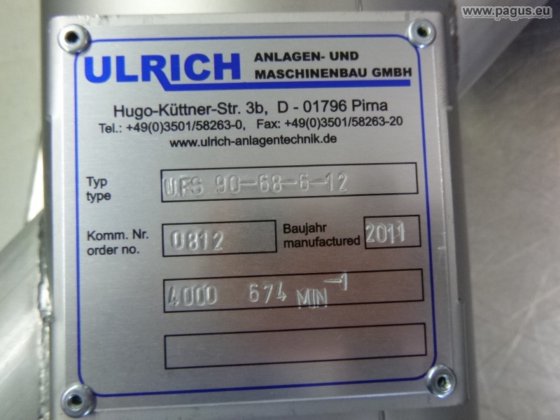 www.pagus.eu
ULRICH ANLAGEN- UND
MASCHINENBAU GMBH
Hugo-Küttner-Str. 3b, D - 01796 Pirna
Tel.: +49(0)3501/58263-0, Fax: +49(0)3501/58263-20
www.ulrich-anlagentechnik.de
Typ
type UFS 90-68-6-12
Komm. Nr. 0812 Baujahr 2011
order no. manufactured
4000 674 MIN⁻¹